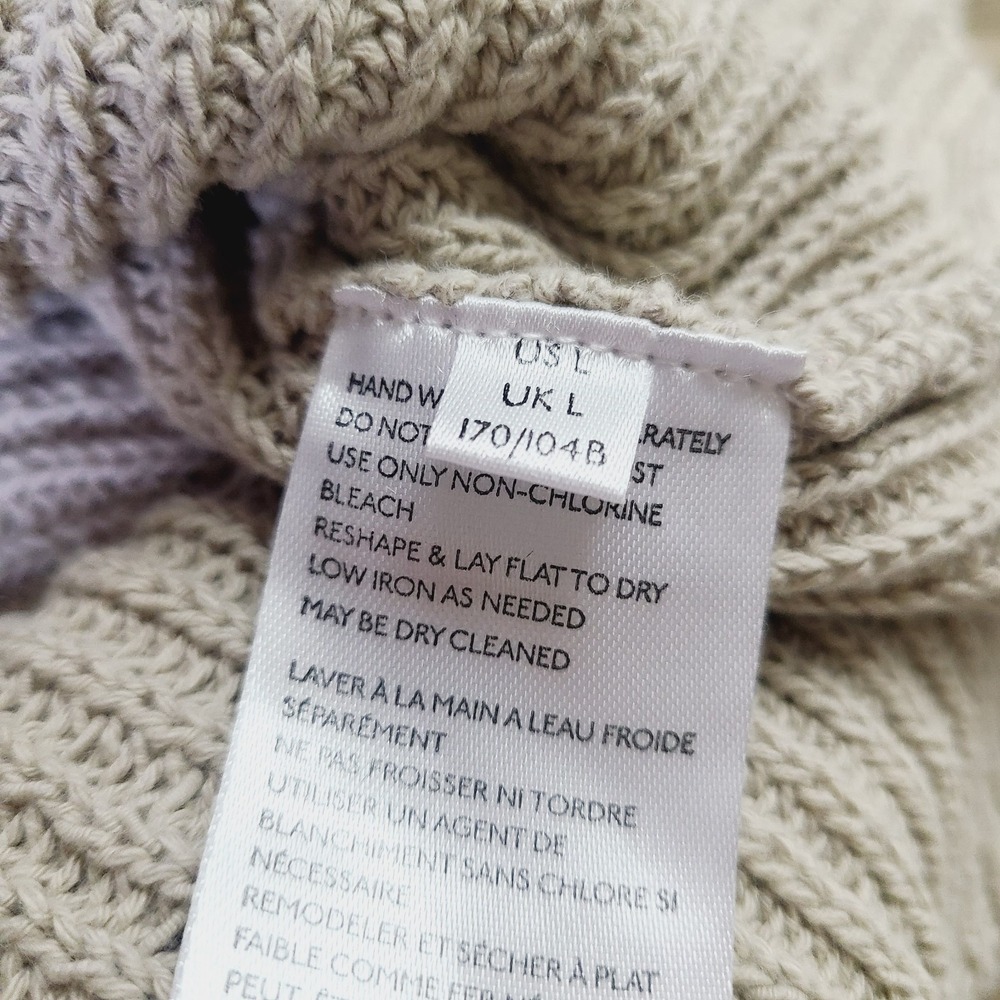 US L
UK L
170/104B
HAND W
DO NOT
RATELY
ST
USE ONLY NON-CHLORINE
BLEACH
RESHAPE & LAY FLAT TO DRY
LOW IRON AS NEEDED
MAY BE DRY CLEANED
LAVER À LA MAIN A LEAU FROIDE
SÉPARÉMENT
NE PAS FROISSER NI TORDRE
UTILISER UN AGENT DE
BLANCHIMENT SANS CHLORE SI
NÉCESSAIRE
REMODELER ET SÉCHER À PLAT
FAIBLE COMME
PEUT